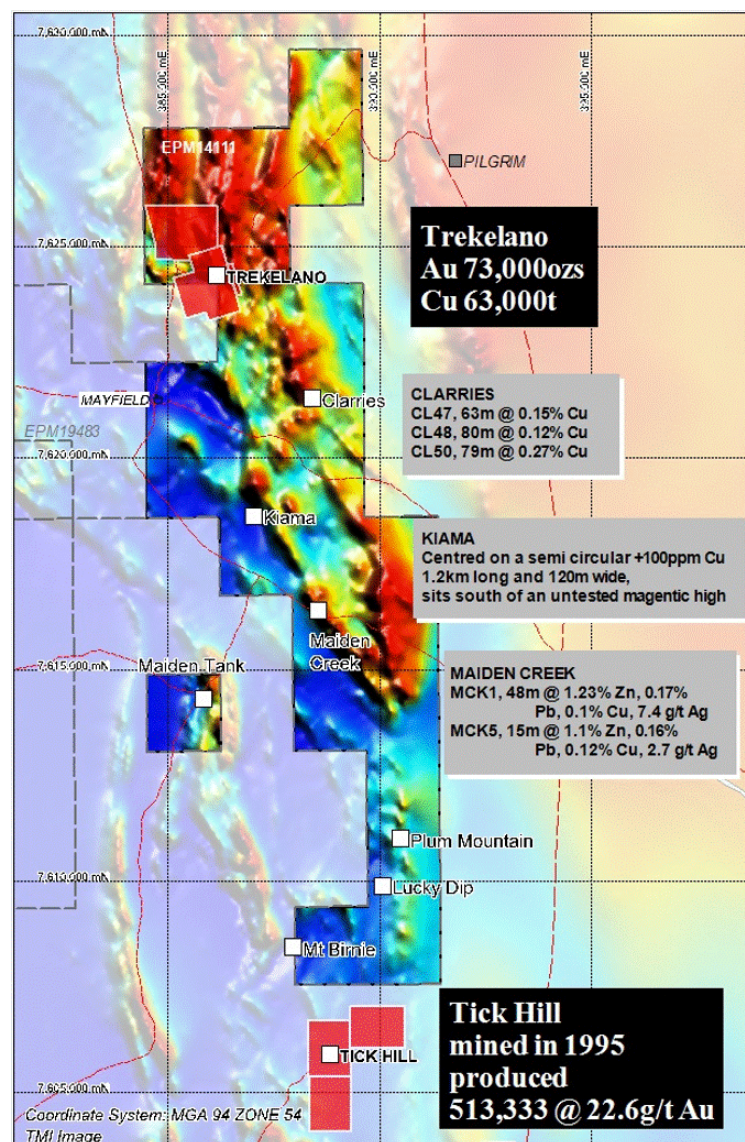 7,630,000 mN
385,000 mE
390,000 mE
395,000 mE
EPM14111
PILGRIM
7,625,000 mN
TREKELANO
Trekelano
Au 73,000ozs
Cu 63,000t
MAYFIELD
Clarries
CLARRIES
CL47, 63m @ 0.15% Cu
CL48, 80m @ 0.12% Cu
CL50, 79m @ 0.27% Cu
EPM19483
7,620,000 mN
Kiama
KIAMA
Centred on a semi circular +100ppm Cu
1.2km long and 120m wide,
sits south of an untested magentic high
Maiden
Creek
7,615,000 mN
Maiden Tank
MAIDEN CREEK
MCK1, 48m @ 1.23% Zn, 0.17%
Pb, 0.1% Cu, 7.4 g/t Ag
MCK5, 15m @ 1.1% Zn, 0.16%
Pb, 0.12% Cu, 2.7 g/t Ag
Plum Mountain
7,610,000 mN
Lucky Dip
Mt Birnie
TICK HILL
Tick Hill
mined in 1995
produced
513,333 @ 22.6g/t Au
7,605,000 mN
Coordinate System: MGA 94 ZONE 54
TMI Image